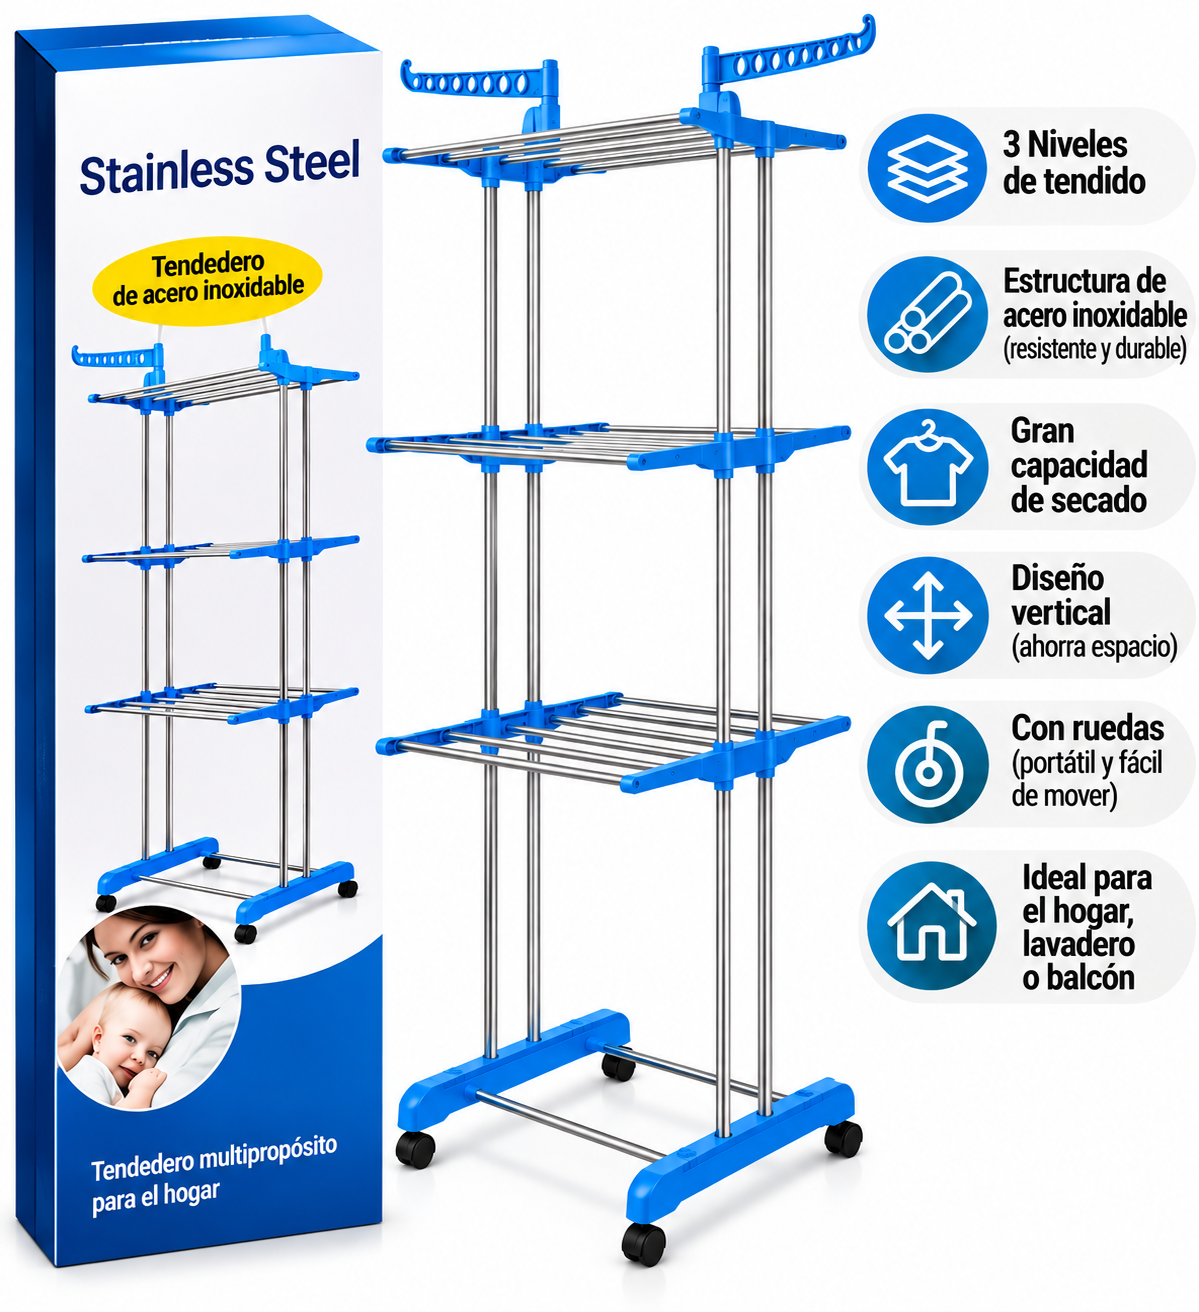 Stainless Steel
Tendedero
de acero inoxidable
Tendedero multipropósito
para el hogar
3 Niveles
de tendido
Estructura de
acero inoxidable
(resistente y durable)
Gran
capacidad
de secado
Diseño
vertical
(ahorra espacio)
Con ruedas
(portátil y fácil
de mover)
Ideal para
el hogar,
lavadero
o balcón